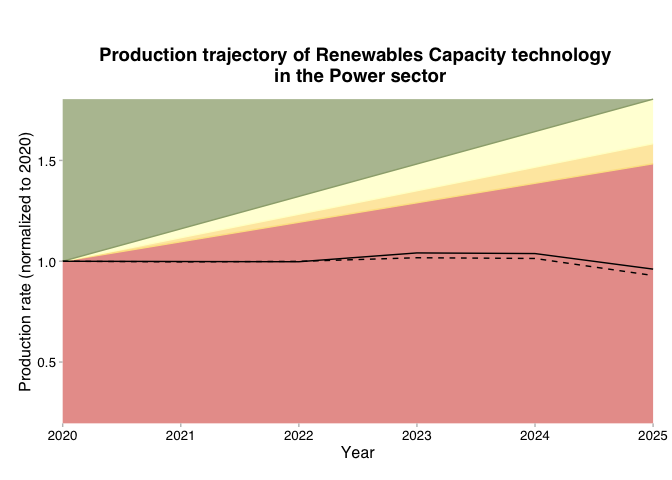 Production trajectory of Renewables Capacity technology
in the Power sector
Production rate (normalized to 2020)
1.5
1.0
0.5
2020 2021 2022 2023 2024 2025
Year